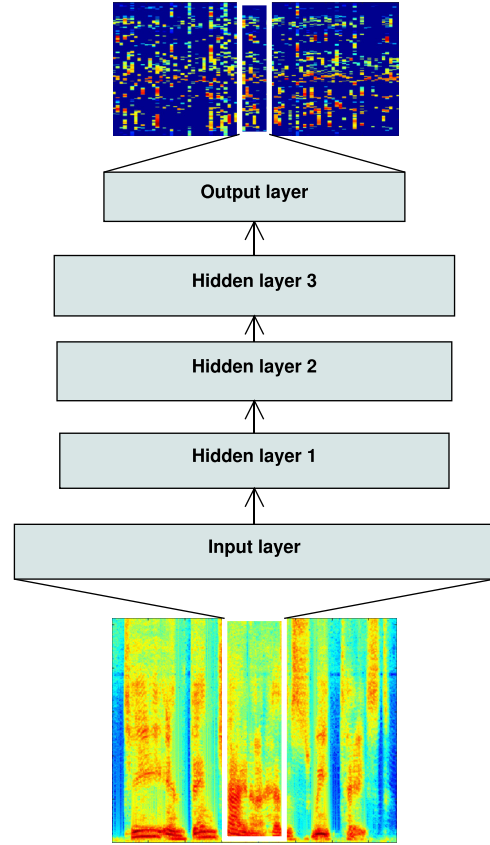 Output layer
Hidden layer 3
Hidden layer 2
Hidden layer 1
Input layer